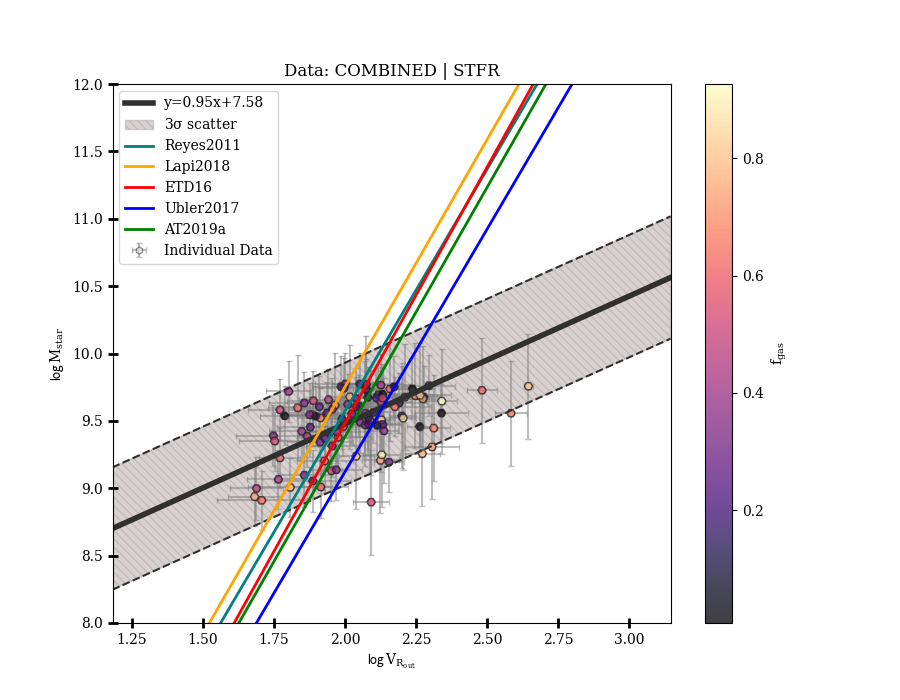 Data: COMBINED | STFR
y=0.95x+7.58
3σ scatter
Reyes2011
Lapi2018
ETD16
Ubler2017
AT2019a
Individual Data
12.0
11.5
11.0
10.5
10.0
9.5
9.0
8.5
8.0
log M_star
1.25 1.50 1.75 2.00 2.25 2.50 2.75 3.00
log V_R_out
0.8
0.6
0.4
0.2
f_gas